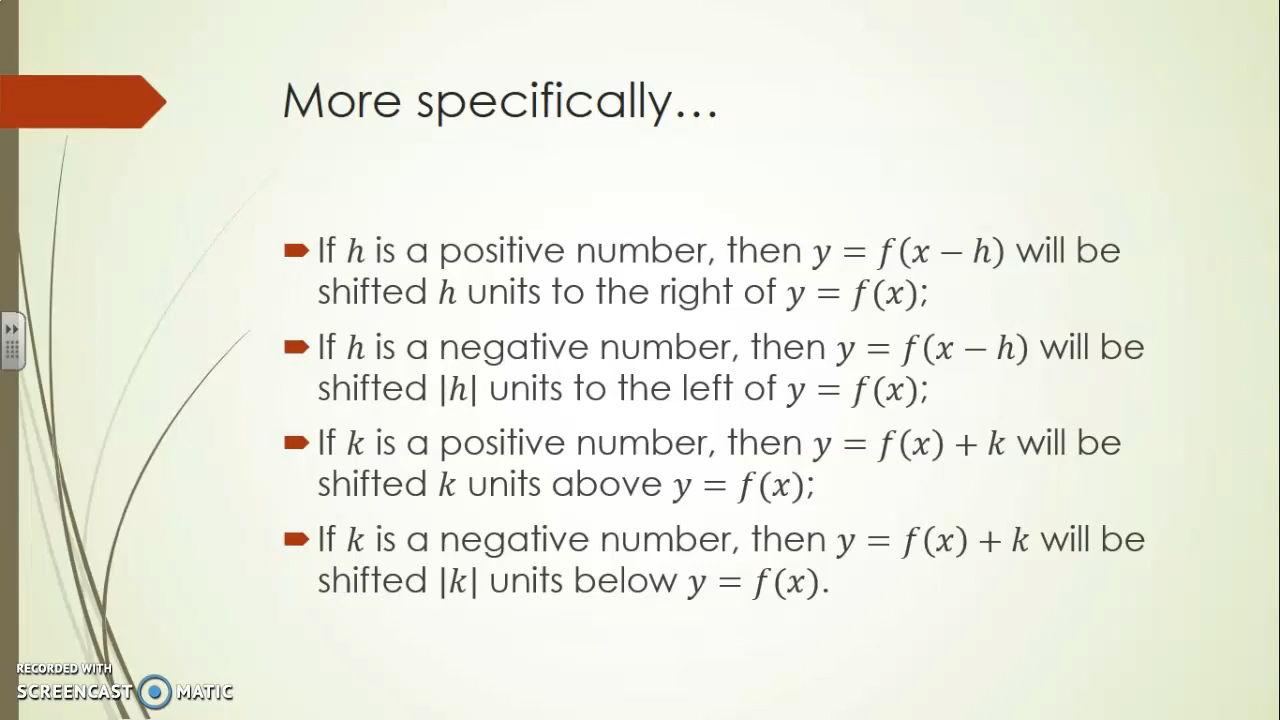 More specifically…
If h is a positive number, then y = f(x − h) will be
shifted h units to the right of y = f(x);
If h is a negative number, then y = f(x − h) will be
shifted |h| units to the left of y = f(x);
If k is a positive number, then y = f(x) + k will be
shifted k units above y = f(x);
If k is a negative number, then y = f(x) + k will be
shifted |k| units below y = f(x).
RECORDED WITH
SCREENCAST MATIC